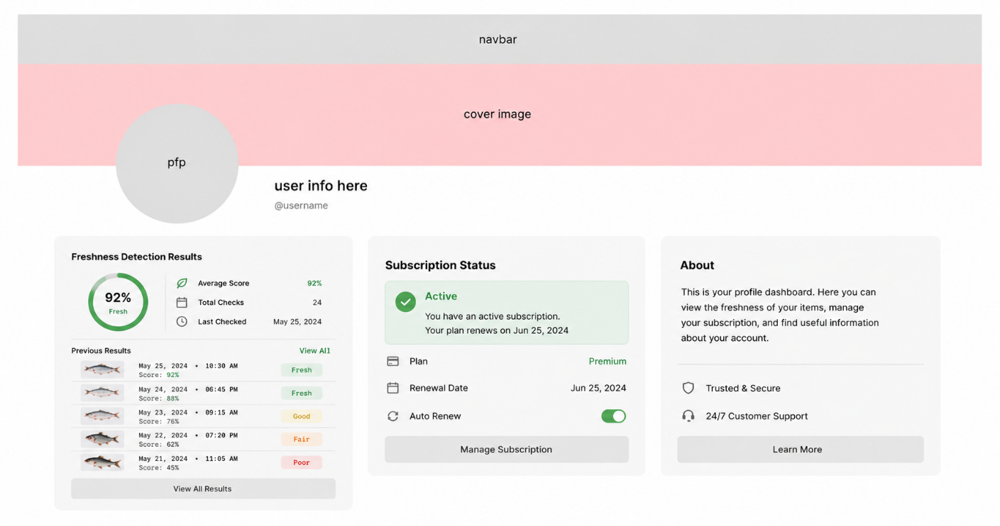 navbar
cover image
pfp
user info here
@username
Freshness Detection Results
92%
Fresh
Average Score 92%
Total Checks 24
Last Checked May 25, 2024
Previous Results View All
May 25, 2024 • 10:30 AM
Score: 92%
Fresh
May 24, 2024 • 06:45 PM
Score: 88%
Fresh
May 23, 2024 • 09:15 AM
Score: 76%
Good
May 22, 2024 • 07:20 PM
Score: 62%
Fair
May 21, 2024 • 11:05 AM
Score: 45%
Poor
View All Results
Subscription Status
Active
You have an active subscription.
Your plan renews on Jun 25, 2024
Plan Premium
Renewal Date Jun 25, 2024
Auto Renew
Manage Subscription
About
This is your profile dashboard. Here you can
view the freshness of your items, manage
your subscription, and find useful information
about your account.
Trusted & Secure
24/7 Customer Support
Learn More